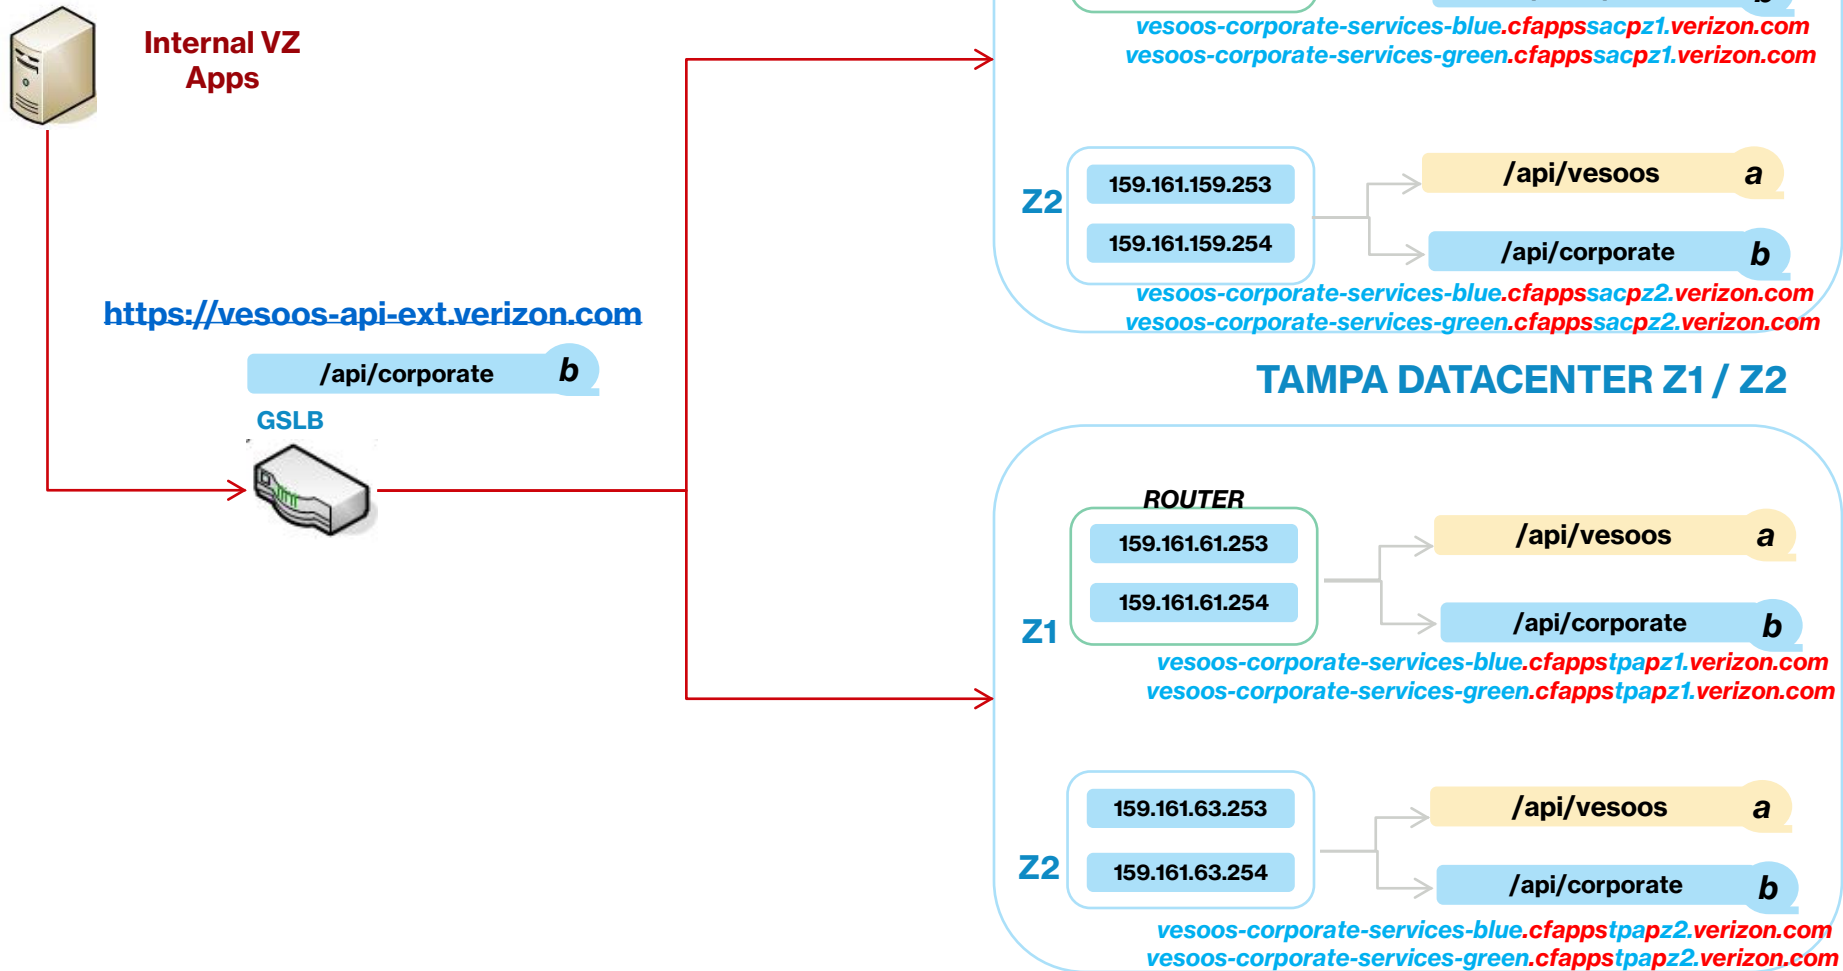 Internal VZ
Apps
https://vesoos-api-ext.verizon.com
/api/corporate b
GSLB
b
vesoos-corporate-services-blue.cfappssacpz1.verizon.com
vesoos-corporate-services-green.cfappssacpz1.verizon.com
Z2
159.161.159.253
159.161.159.254
/api/vesoos a
/api/corporate b
vesoos-corporate-services-blue.cfappssacpz2.verizon.com
vesoos-corporate-services-green.cfappssacpz2.verizon.com
TAMPA DATACENTER Z1 / Z2
ROUTER
159.161.61.253
159.161.61.254
Z1
/api/vesoos a
/api/corporate b
vesoos-corporate-services-blue.cfappstpapz1.verizon.com
vesoos-corporate-services-green.cfappstpapz1.verizon.com
159.161.63.253
159.161.63.254
Z2
/api/vesoos a
/api/corporate b
vesoos-corporate-services-blue.cfappstpapz2.verizon.com
vesoos-corporate-services-green.cfappstpapz2.verizon.com